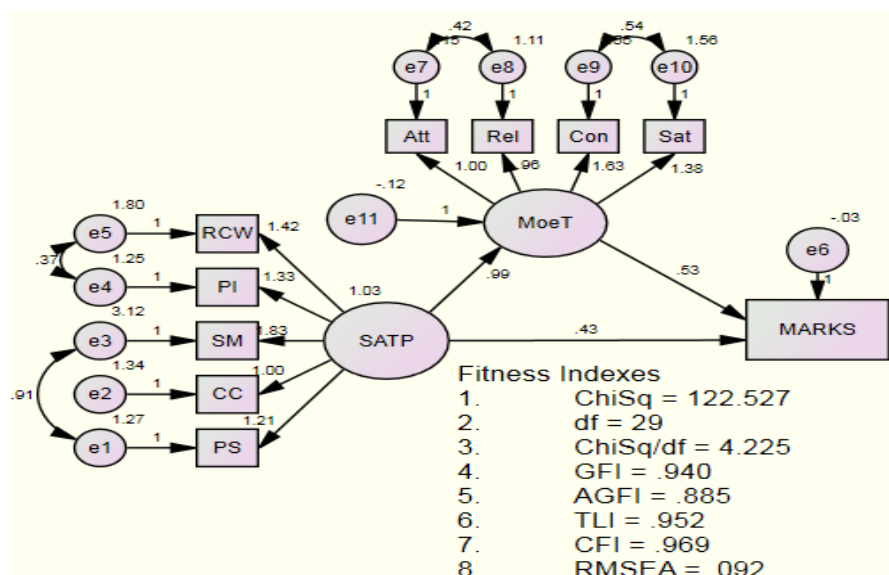 .42 .54
.15 1.11 .35 1.56
e7 e8 e9 e10
1 1 1 1
Att Rel Con Sat
1.00 .96 1.63 1.38
-.12
e11 1 MoeT
-.03
e6
1
1.80
e5 1 RCW 1.42
.37 1.25
e4 1 PI 1.33
.99 .53
3.12 1.03
e3 1 SM 1.83 SATP .43 MARKS
.91 1.34
e2 1 CC 1.00
1.27
e1 1 PS 1.21
Fitness Indexes
1. ChiSq = 122.527
2. df = 29
3. ChiSq/df = 4.225
4. GFI = .940
5. AGFI = .885
6. TLI = .952
7. CFI = .969
8 RMSEA = .092